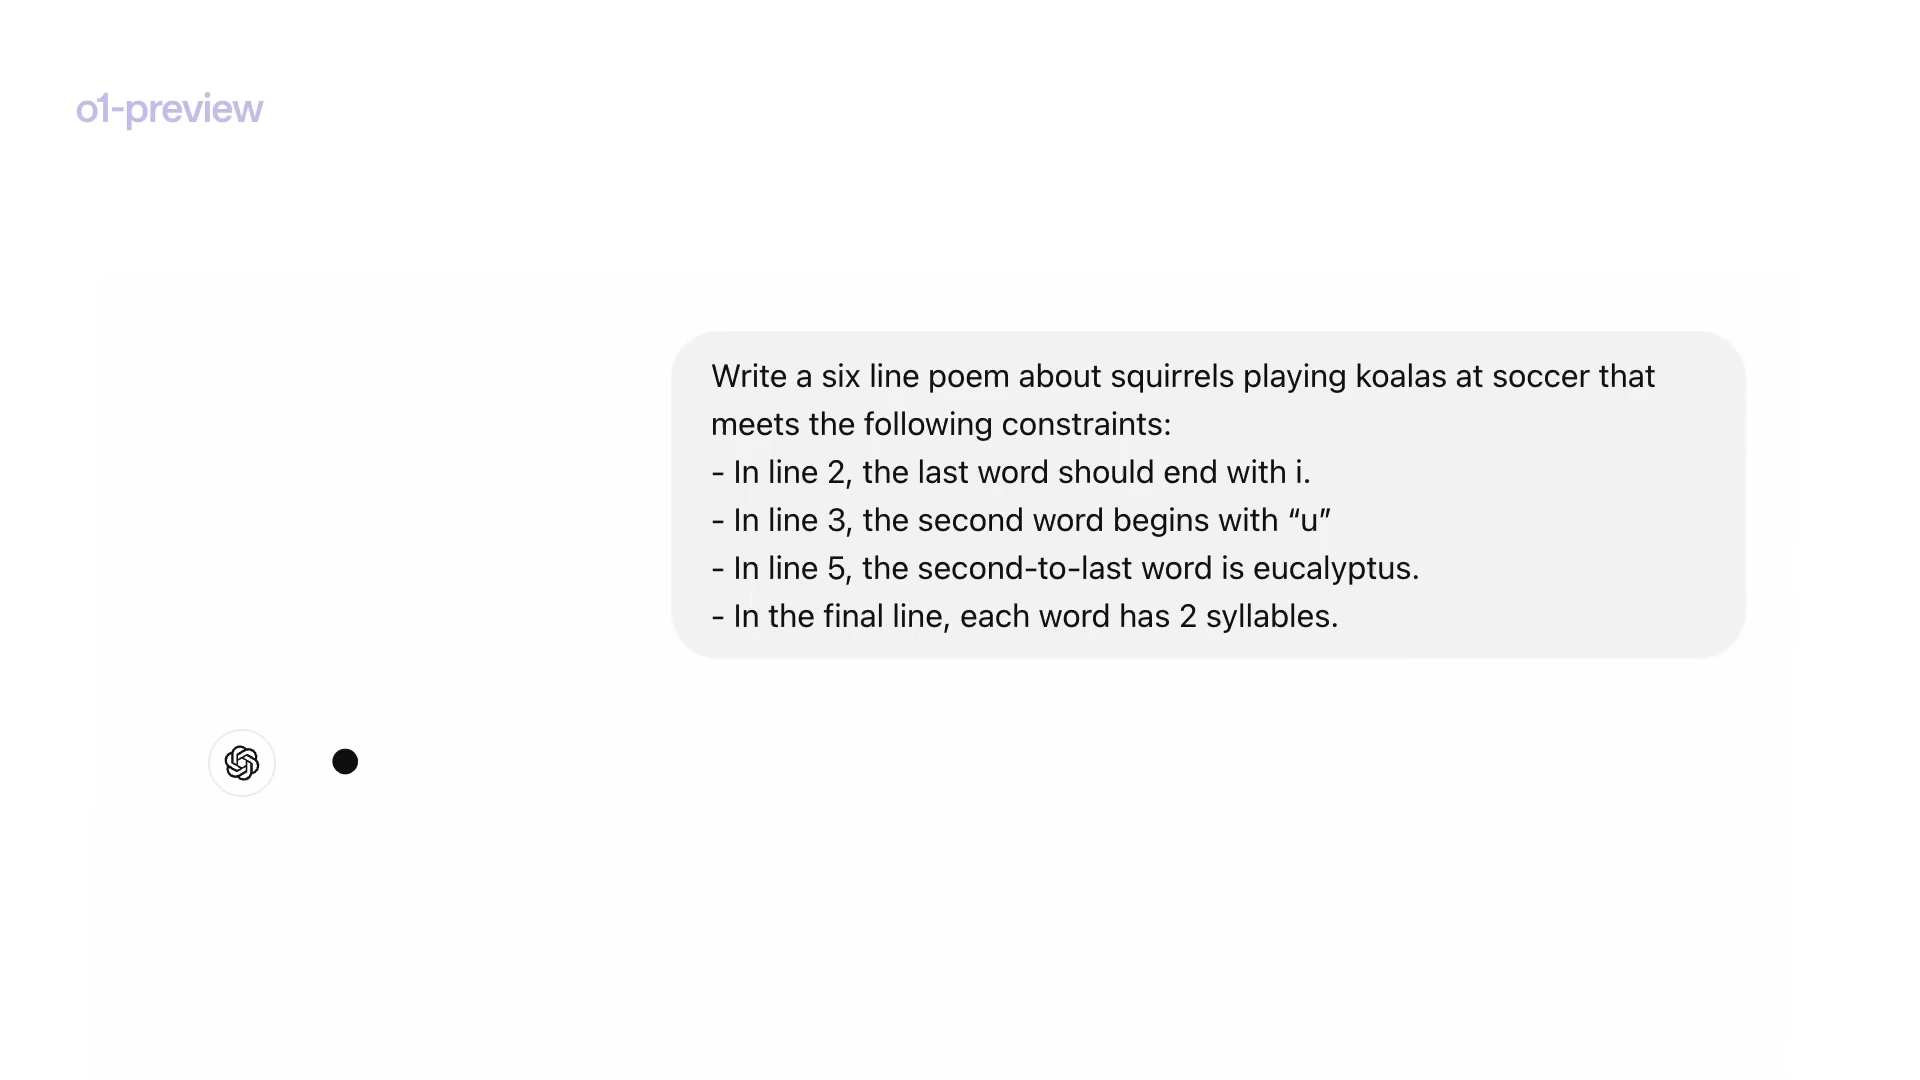 o1-preview
Write a six line poem about squirrels playing koalas at soccer that
meets the following constraints:
- In line 2, the last word should end with i.
- In line 3, the second word begins with “u”
- In line 5, the second-to-last word is eucalyptus.
- In the final line, each word has 2 syllables.